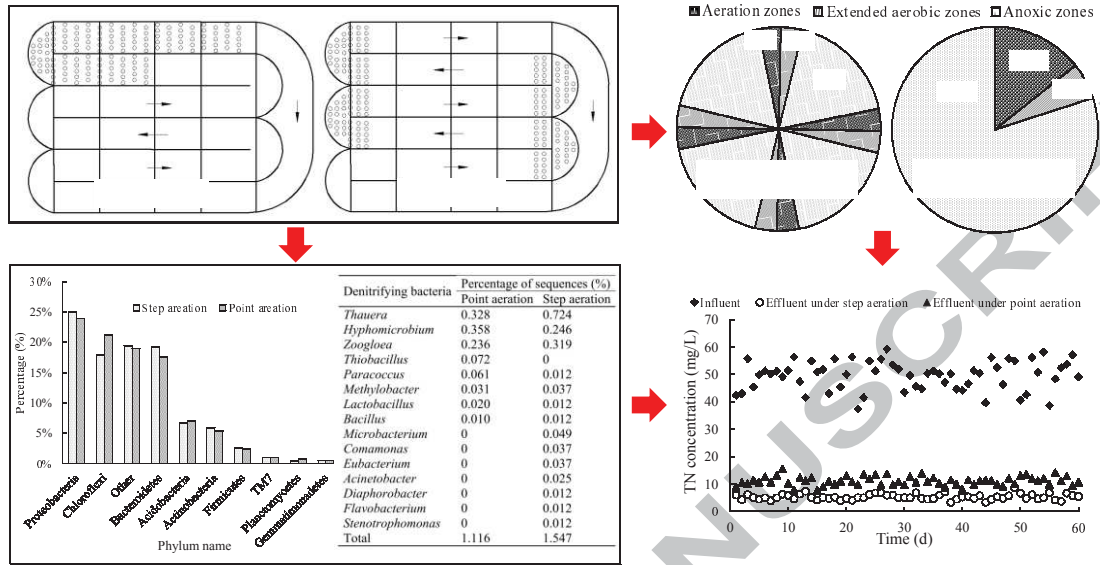 Aeration zones Extended aerobic zones Anoxic zones
30%
25%
20%
15%
10%
5%
0%
Percentage (%)
Step areation Point areation
Proteobacteria
Chloroflexi
Other
Bacteroidetes
Acidobacteria
Actinobacteria
Firmicutes
TM7
Planctomycetes
Gemmatimonadetes
Phylum name
Denitrifying bacteria Percentage of sequences (%)
Point aeration Step aeration
Thauera 0.328 0.724
Hyphomicrobium 0.358 0.246
Zoogloea 0.236 0.319
Thiobacillus 0.072 0
Paracoccus 0.061 0.012
Methylobacter 0.031 0.037
Lactobacillus 0.020 0.012
Bacillus 0.010 0.012
Microbacterium 0 0.049
Comamonas 0 0.037
Eubacterium 0 0.037
Acinetobacter 0 0.025
Diaphorobacter 0 0.012
Flavobacterium 0 0.012
Stenotrophomonas 0 0.012
Total 1.116 1.547
Influent Effluent under step aeration Effluent under point aeration
70
60
50
40
30
20
10
0
TN concentration (mg/L)
0 10 20 30 40 50 60
Time (d)
NUSCRI